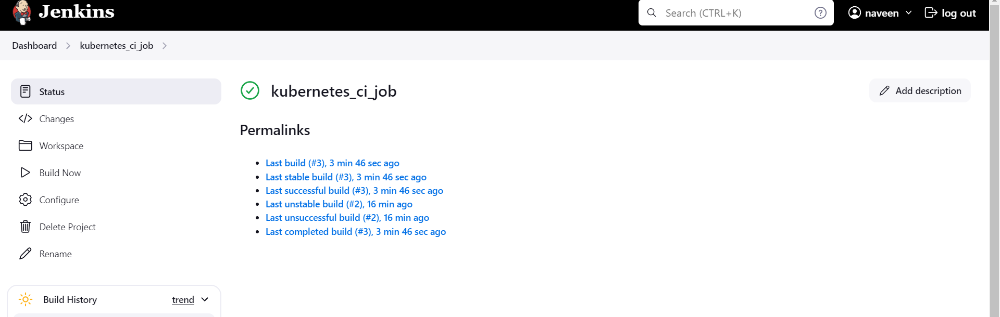 Jenkins
Search (CTRL+K)
?
naveen
log out
Dashboard
kubernetes_ci_job
Status
Changes
Workspace
Build Now
Configure
Delete Project
Rename
Build History
trend
kubernetes_ci_job
Add description
Permalinks
Last build (#3), 3 min 46 sec ago
Last stable build (#3), 3 min 46 sec ago
Last successful build (#3), 3 min 46 sec ago
Last unstable build (#2), 16 min ago
Last unsuccessful build (#2), 16 min ago
Last completed build (#3), 3 min 46 sec ago